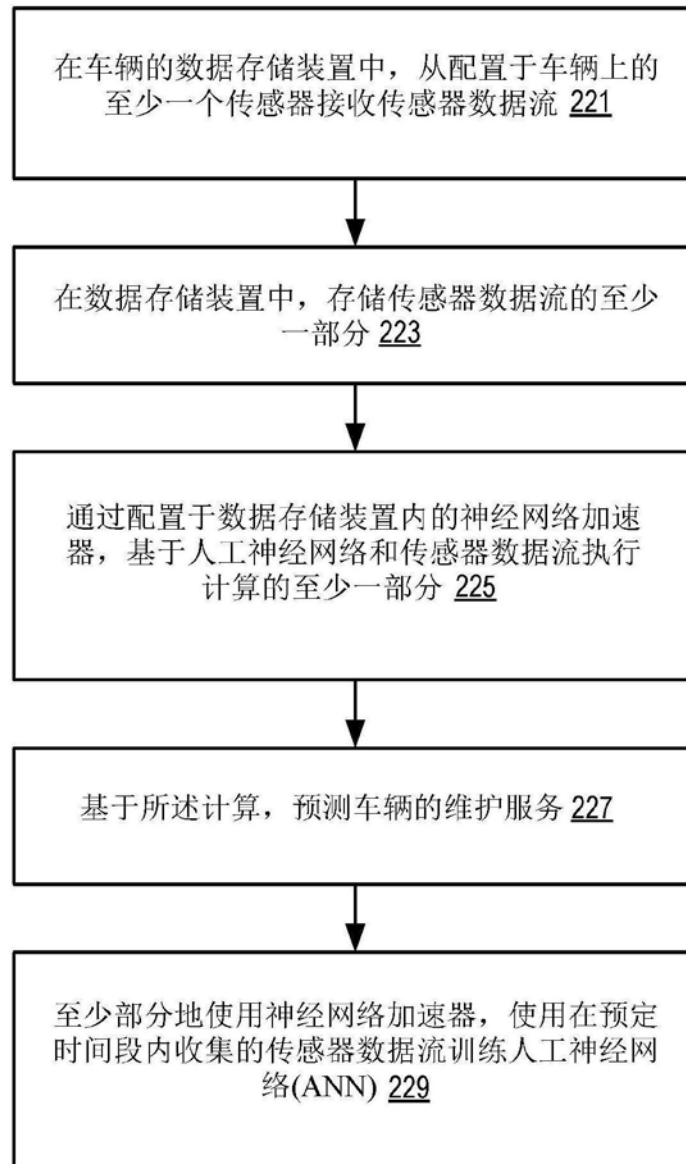 在车辆的数据存储装置中，从配置于车辆上的
至少一个传感器接收传感器数据流 221
在数据存储装置中，存储传感器数据流的至少
一部分 223
通过配置于数据存储装置内的神经网络加速
器，基于人工神经网络和传感器数据流执行
计算的至少一部分 225
基于所述计算，预测车辆的维护服务 227
至少部分地使用神经网络加速器，使用在预定
时间段内收集的传感器数据流训练人工神经网
络(ANN) 229